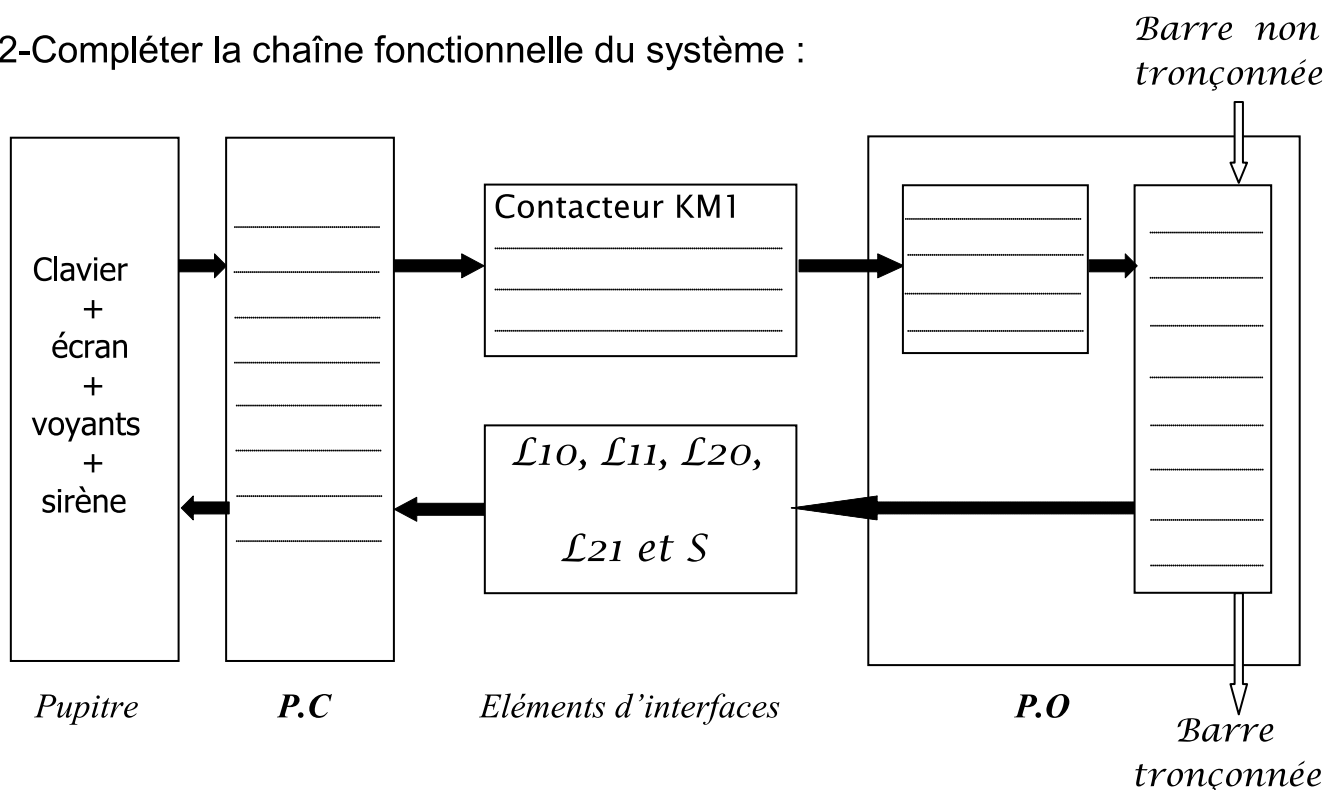 2-Compléter la chaîne fonctionnelle du système :
Barre non
tronçonnée
Clavier
+
écran
+
voyants
+
sirène
Contacteur KM1
L10, L11, L20,
L21 et S
Pupitre
P.C
Eléments d’interfaces
P.O
Barre
tronçonnée